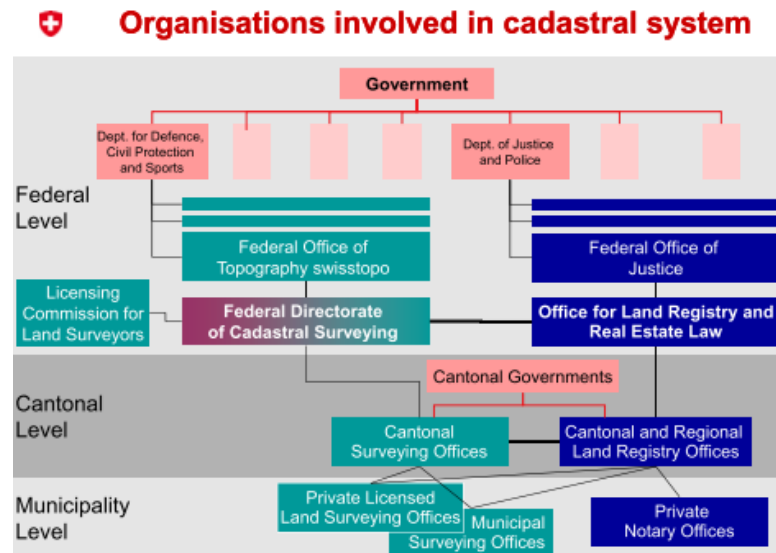 Organisations involved in cadastral system
Government
Dept. for Defence,
Civil Protection
and Sports
Dept. of Justice
and Police
Federal
Level
Federal Office of
Topography swisstopo
Federal Office of
Justice
Licensing
Commission for
Land Surveyors
Federal Directorate
of Cadastral Surveying
Office for Land Registry and
Real Estate Law
Cantonal
Level
Cantonal Governments
Cantonal
Surveying Offices
Cantonal and Regional
Land Registry Offices
Municipality
Level
Private Licensed
Land Surveying Offices
Municipal
Surveying Offices
Private
Notary Offices